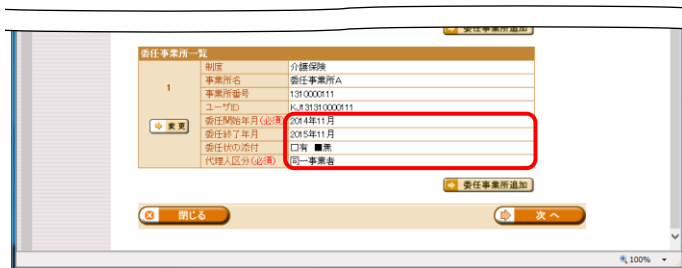 委任事業所追加
委任事業所一覧
1
変更
制度 介護保険
事業所名 委任事業所A
事業所番号 1310000111
ユーザID KJ131310000111
委任開始年月(必須) 2014年11月
委任終了年月 2015年11月
委任状の添付 □有 ■無
代理人区分(必須) 同一事業者
委任事業所追加
閉じる 次へ
100%